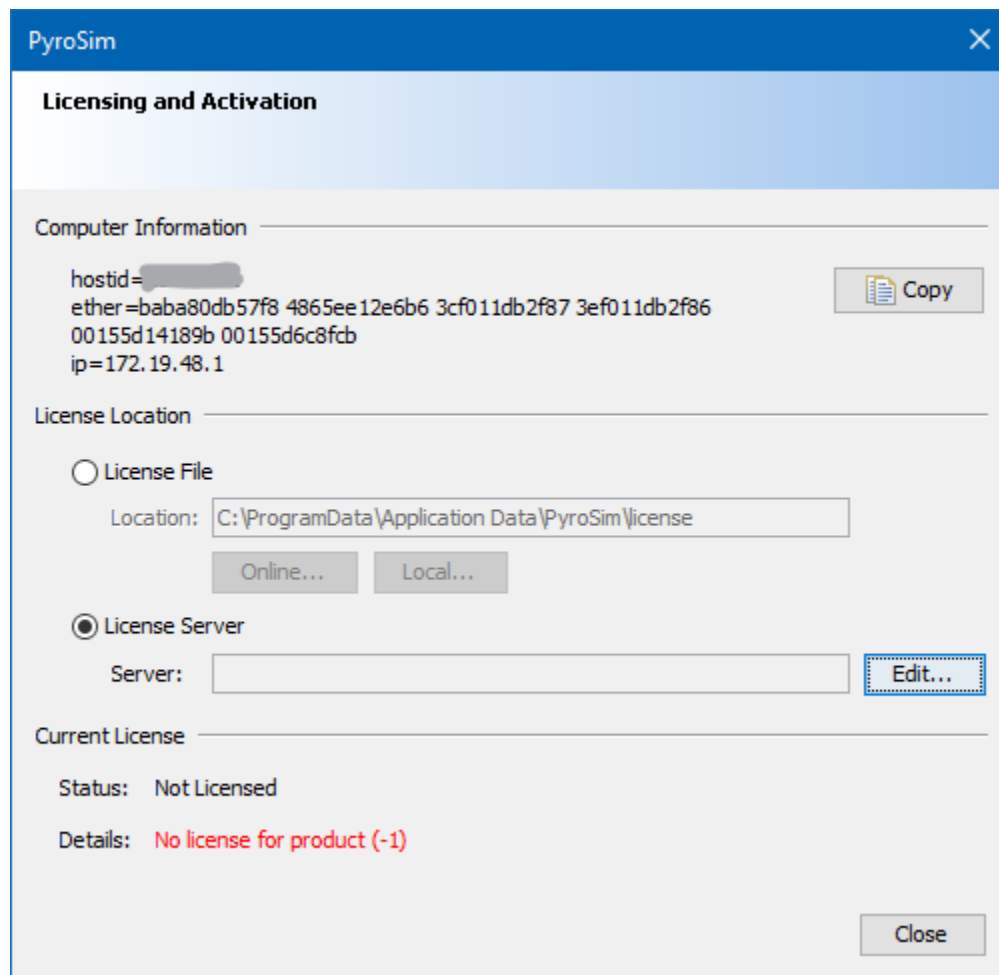 PyroSim
Licensing and Activation
Computer Information
hostid=
Copy
ether=baba80db57f8 4865ee12e6b6 3cf011db2f87 3ef011db2f86
00155d14189b 00155d6c8fcb
ip=172.19.48.1
License Location
License File
Location: C:\ProgramData\Application Data\PyroSim\license
Online... Local...
License Server
Server:
Edit...
Current License
Status: Not Licensed
Details: No license for product (-1)
Close